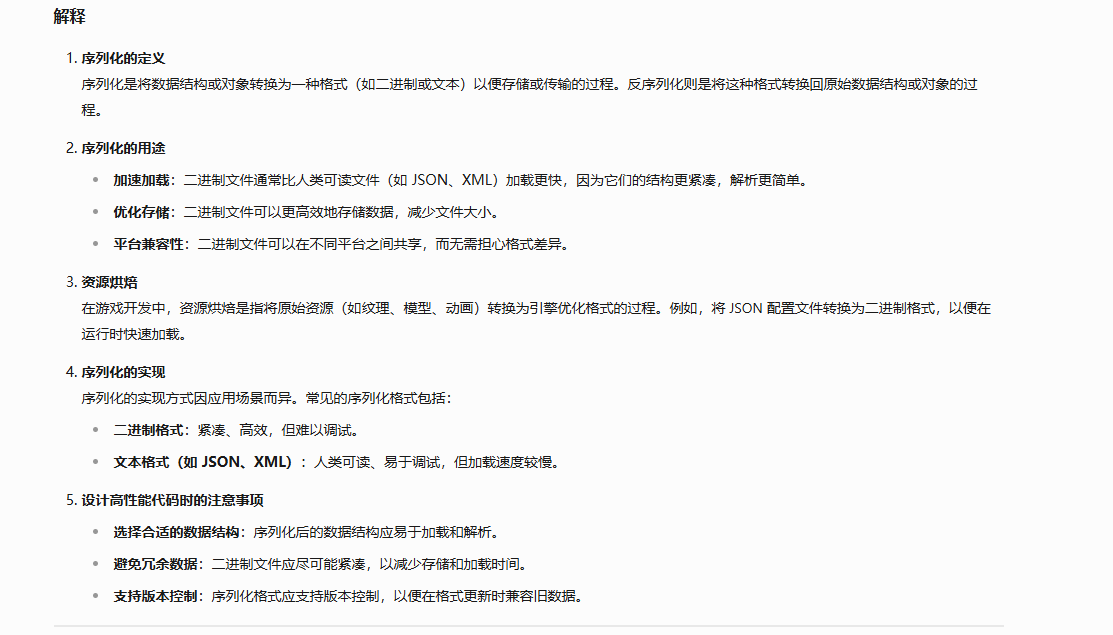 解释
1. 序列化的定义
序列化是将数据结构或对象转换为一种格式（如二进制或文本）以便存储或传输的过程。反序列化则是将这种格式转换回原始数据结构或对象的过
程。
2. 序列化的用途
• 加速加载：二进制文件通常比人类可读文件（如 JSON、XML）加载更快，因为它们的结构更紧凑，解析更简单。
• 优化存储：二进制文件可以更高效地存储数据，减少文件大小。
• 平台兼容性：二进制文件可以在不同平台之间共享，而无需担心格式差异。
3. 资源烘焙
在游戏开发中，资源烘焙是指将原始资源（如纹理、模型、动画）转换为引擎优化格式的过程。例如，将 JSON 配置文件转换为二进制格式，以便在
运行时快速加载。
4. 序列化的实现
序列化的实现方式因应用场景而异。常见的序列化格式包括：
• 二进制格式：紧凑、高效，但难以调试。
• 文本格式（如 JSON、XML）：人类可读、易于调试，但加载速度较慢。
5. 设计高性能代码时的注意事项
• 选择合适的数据结构：序列化后的数据结构应易于加载和解析。
• 避免冗余数据：二进制文件应尽可能紧凑，以减少存储和加载时间。
• 支持版本控制：序列化格式应支持版本控制，以便在格式更新时兼容旧数据。